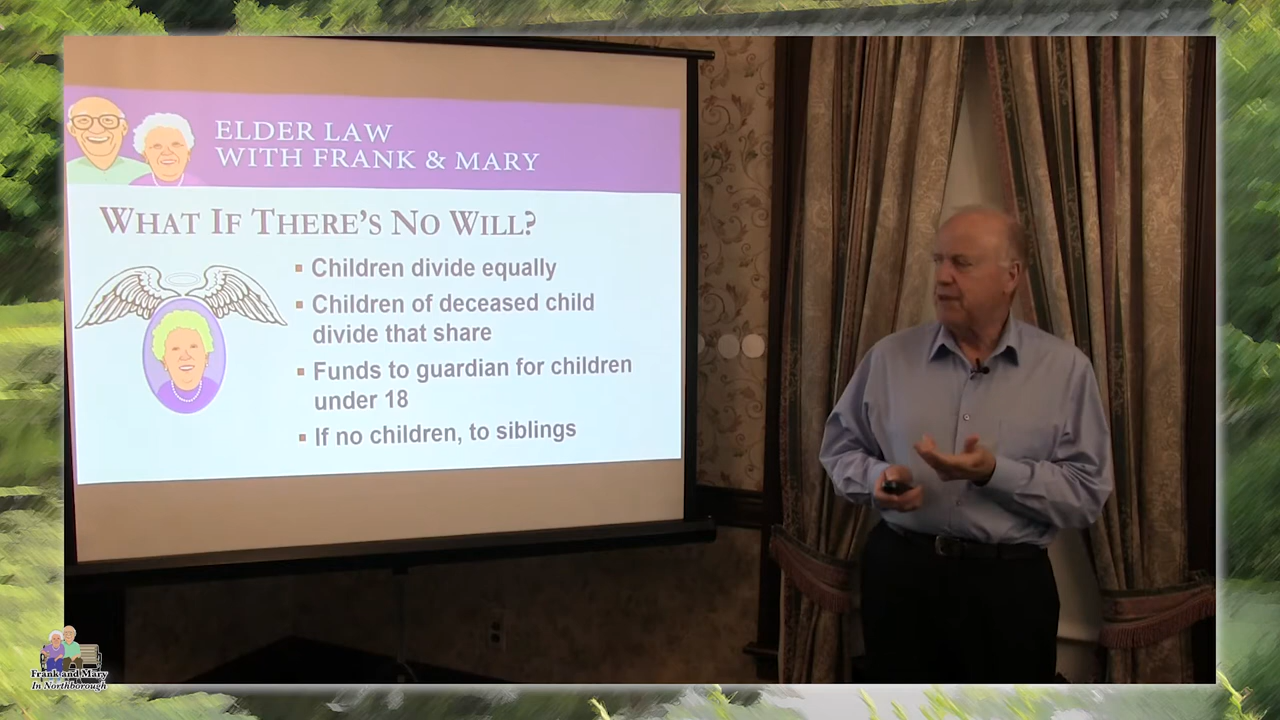 ELDER LAW
WITH FRANK & MARY
WHAT IF THERE'S NO WILL?
▪ Children divide equally
▪ Children of deceased child
divide that share
▪ Funds to guardian for children
under 18
▪ If no children, to siblings
Frank and Mary
In Northborough